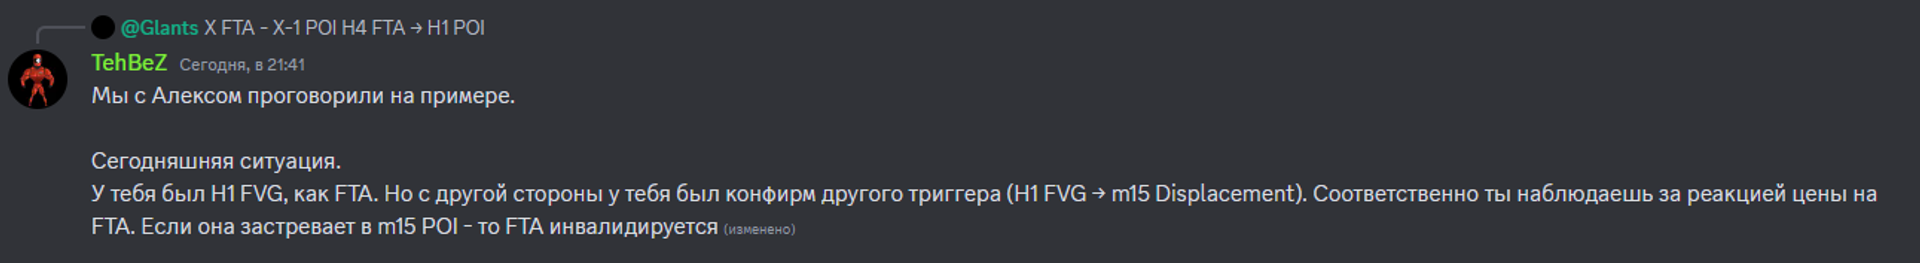 @Glants X FTA - X-1 POI H4 FTA → H1 POI
TehBeZ Сегодня, в 21:41
Мы с Алексом проговорили на примере.
Сегодняшняя ситуация.
У тебя был H1 FVG, как FTA. Но с другой стороны у тебя был конфирм другого триггера (H1 FVG → m15 Displacement). Соответственно ты наблюдаешь за реакцией цены на
FTA. Если она застревает в m15 POI - то FTA инвалидируется (изменено)